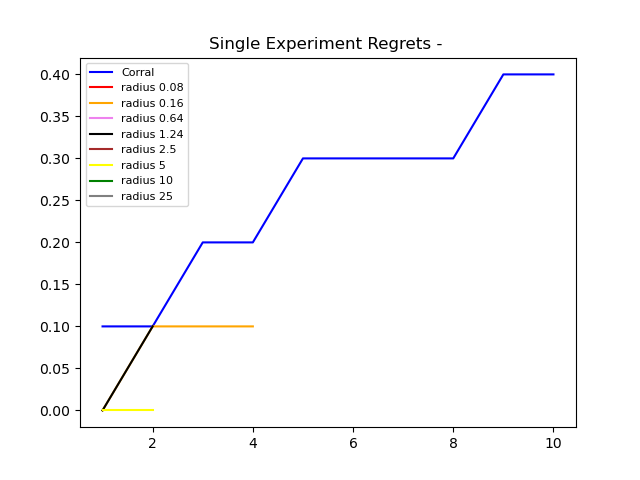 Single Experiment Regrets -
0.40
0.35
0.30
0.25
0.20
0.15
0.10
0.05
0.00
Corral
radius 0.08
radius 0.16
radius 0.64
radius 1.24
radius 2.5
radius 5
radius 10
radius 25
2 4 6 8 10